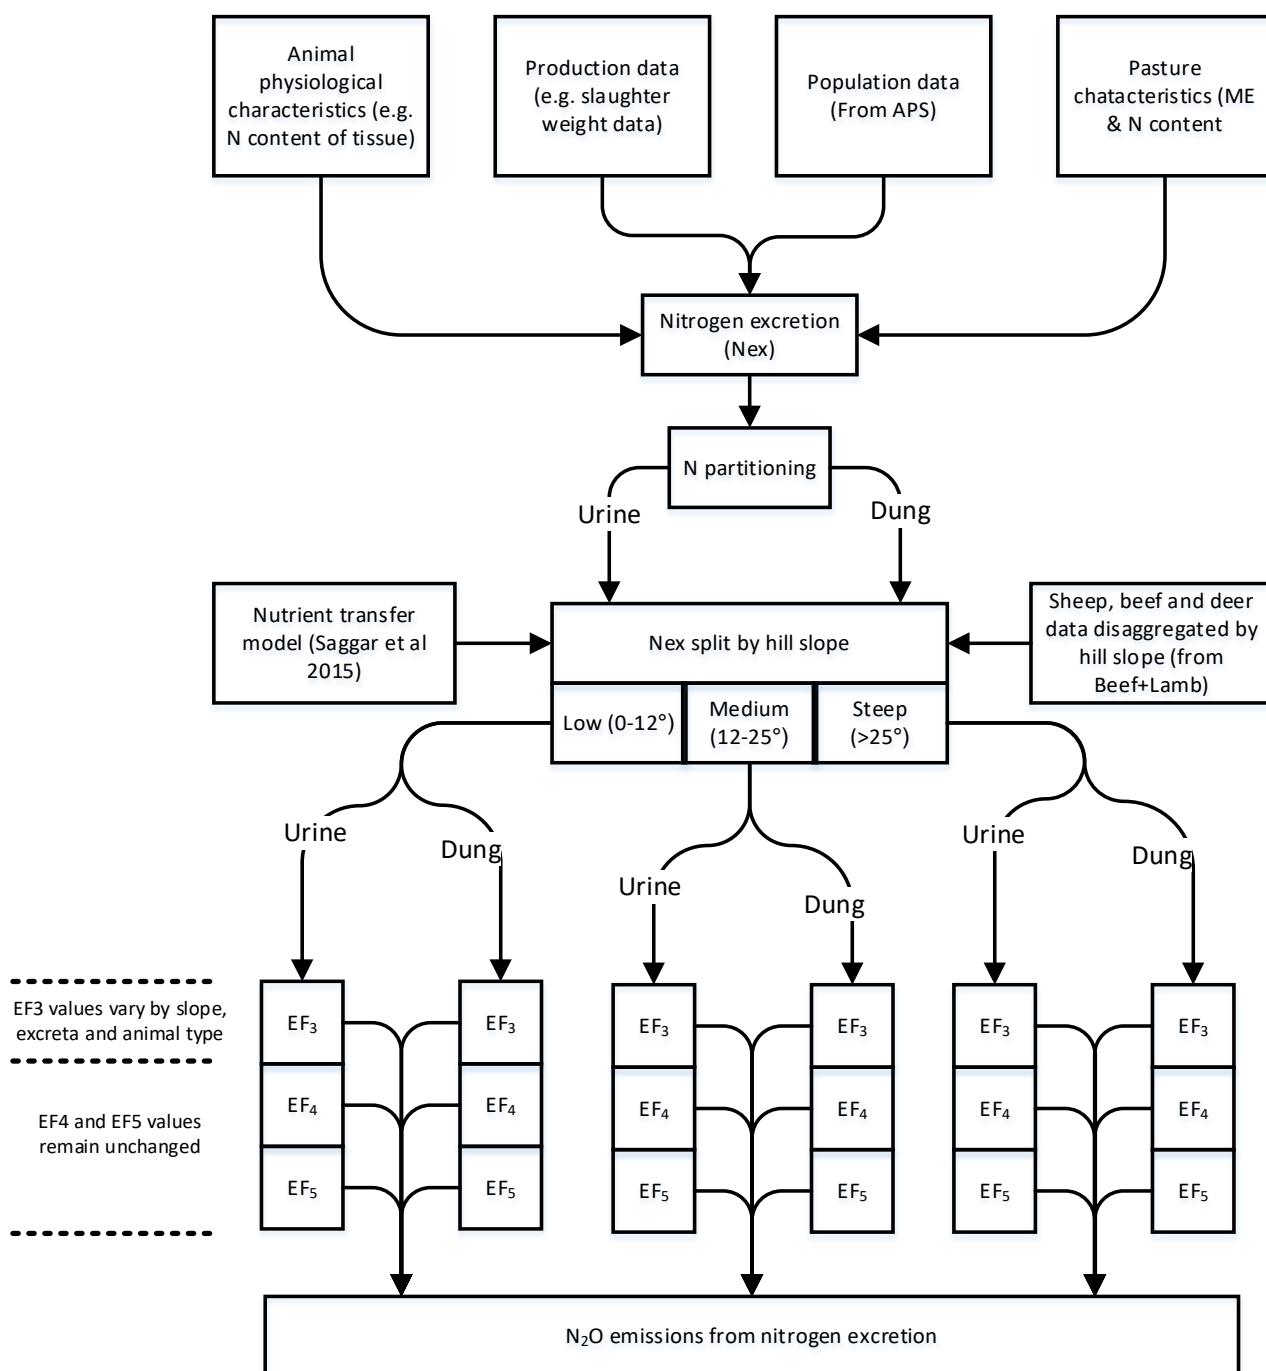 Animal
physiological
characteristics (e.g.
N content of tissue)
Production data
(e.g. slaughter
weight data)
Population data
(From APS)
Pasture
chatacteristics (ME
& N content
Nitrogen excretion
(Nex)
N partitioning
Urine
Dung
Nutrient transfer
model (Saggar et al
2015)
Nex split by hill slope
Sheep, beef and deer
data disaggregated by
hill slope (from
Beef+Lamb)
Low (0-12°)
Medium
(12-25°)
Steep
(>25°)
Urine
Dung
Urine
Dung
Urine
Dung
EF3 values vary by slope,
excreta and animal type
EF₃
EF₃
EF₃
EF₃
EF₃
EF₃
EF4 and EF5 values
remain unchanged
EF₄
EF₄
EF₄
EF₄
EF₄
EF₄
EF₅
EF₅
EF₅
EF₅
EF₅
EF₅
N₂O emissions from nitrogen excretion